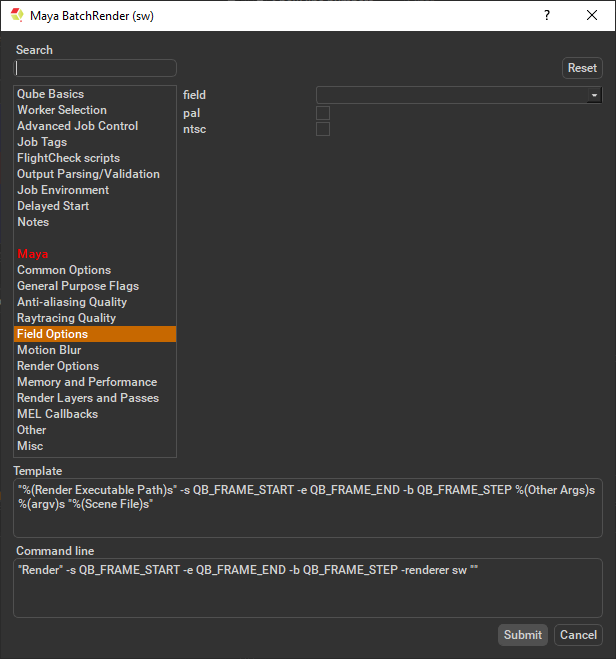 Maya BatchRender (sw)
?
Search
Reset
Qube Basics
Worker Selection
Advanced Job Control
Job Tags
FlightCheck scripts
Output Parsing/Validation
Job Environment
Delayed Start
Notes
Maya
Common Options
General Purpose Flags
Anti-aliasing Quality
Raytracing Quality
Field Options
Motion Blur
Render Options
Memory and Performance
Render Layers and Passes
MEL Callbacks
Other
Misc
field
pal
ntsc
Template
"%(Render Executable Path)s" -s QB_FRAME_START -e QB_FRAME_END -b QB_FRAME_STEP %(Other Args)s
%(argv)s "%(Scene File)s"
Command line
"Render" -s QB_FRAME_START -e QB_FRAME_END -b QB_FRAME_STEP -renderer sw ""
Submit
Cancel